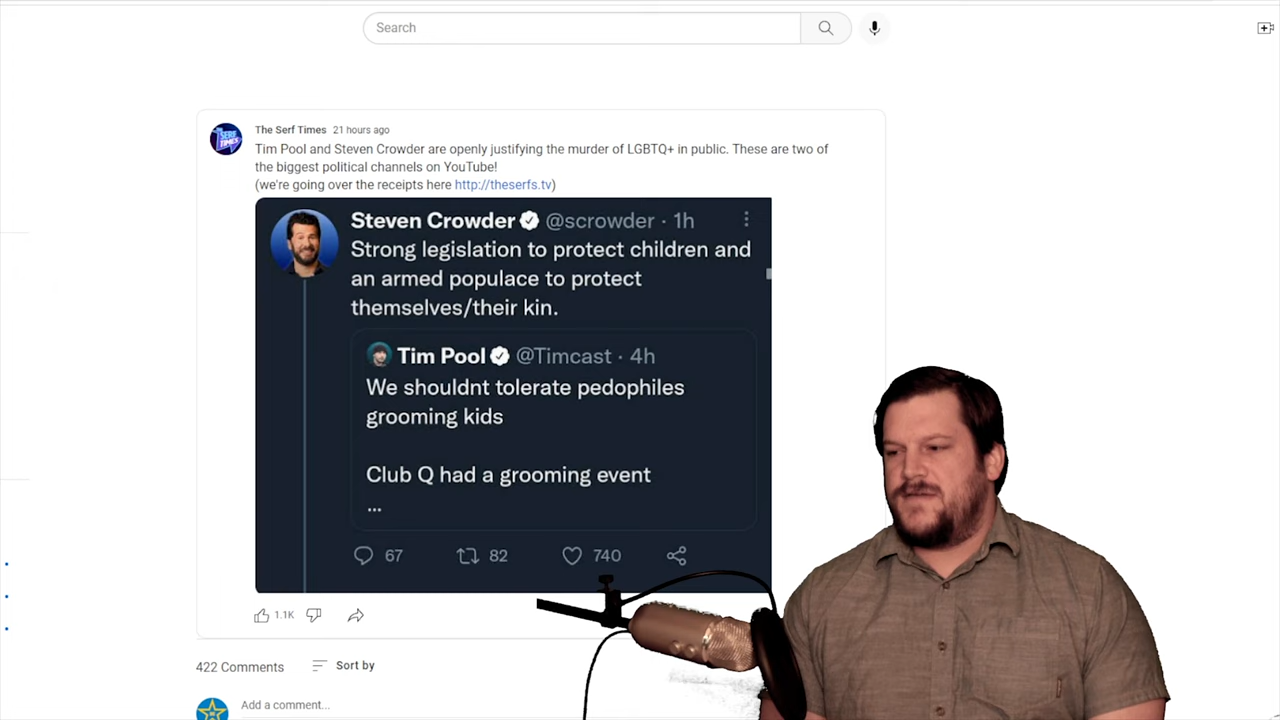 Search
The Serf Times 21 hours ago
Tim Pool and Steven Crowder are openly justifying the murder of LGBTQ+ in public. These are two of
the biggest political channels on YouTube!
(we're going over the receipts here http://theserfs.tv)
Steven Crowder @scrowder · 1h
Strong legislation to protect children and
an armed populace to protect
themselves/their kin.
Tim Pool @Timcast · 4h
We shouldnt tolerate pedophiles
grooming kids
Club Q had a grooming event
...
67 82 740
1.1K
422 Comments Sort by
Add a comment...